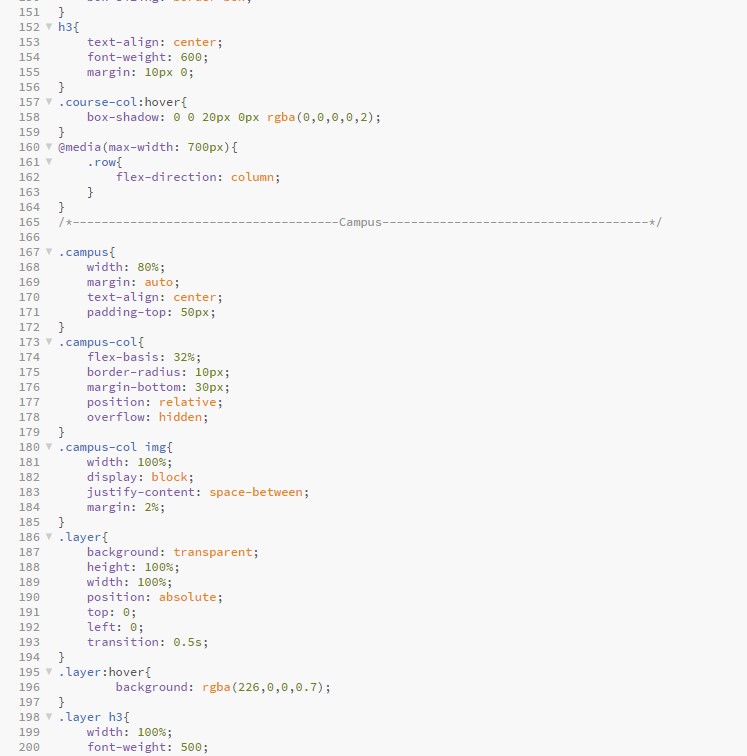 151 }
152 ▼ h3{
153 text-align: center;
154 font-weight: 600;
155 margin: 10px 0;
156 }
157 ▼ .course-col:hover{
158 box-shadow: 0 0 20px 0px rgba(0,0,0,0,2);
159 }
160 ▼ @media(max-width: 700px){
161 ▼ .row{
162 flex-direction: column;
163 }
164 }
165 /*-------------------------------------Campus-------------------------------------*/
166
167 ▼ .campus{
168 width: 80%;
169 margin: auto;
170 text-align: center;
171 padding-top: 50px;
172 }
173 ▼ .campus-col{
174 flex-basis: 32%;
175 border-radius: 10px;
176 margin-bottom: 30px;
177 position: relative;
178 overflow: hidden;
179 }
180 ▼ .campus-col img{
181 width: 100%;
182 display: block;
183 justify-content: space-between;
184 margin: 2%;
185 }
186 ▼ .layer{
187 background: transparent;
188 height: 100%;
189 width: 100%;
190 position: absolute;
191 top: 0;
192 left: 0;
193 transition: 0.5s;
194 }
195 ▼ .layer:hover{
196 background: rgba(226,0,0,0.7);
197 }
198 ▼ .layer h3{
199 width: 100%;
200 font-weight: 500;